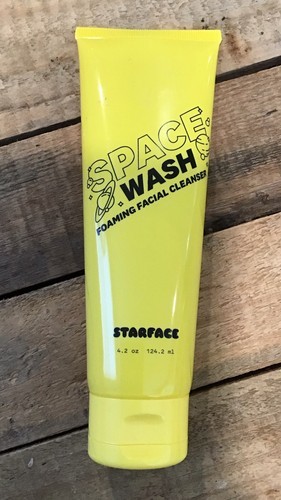 SPACE
WASH
FOAMING FACIAL CLEANSER
STARFACE
4.2 oz 124.2 ml